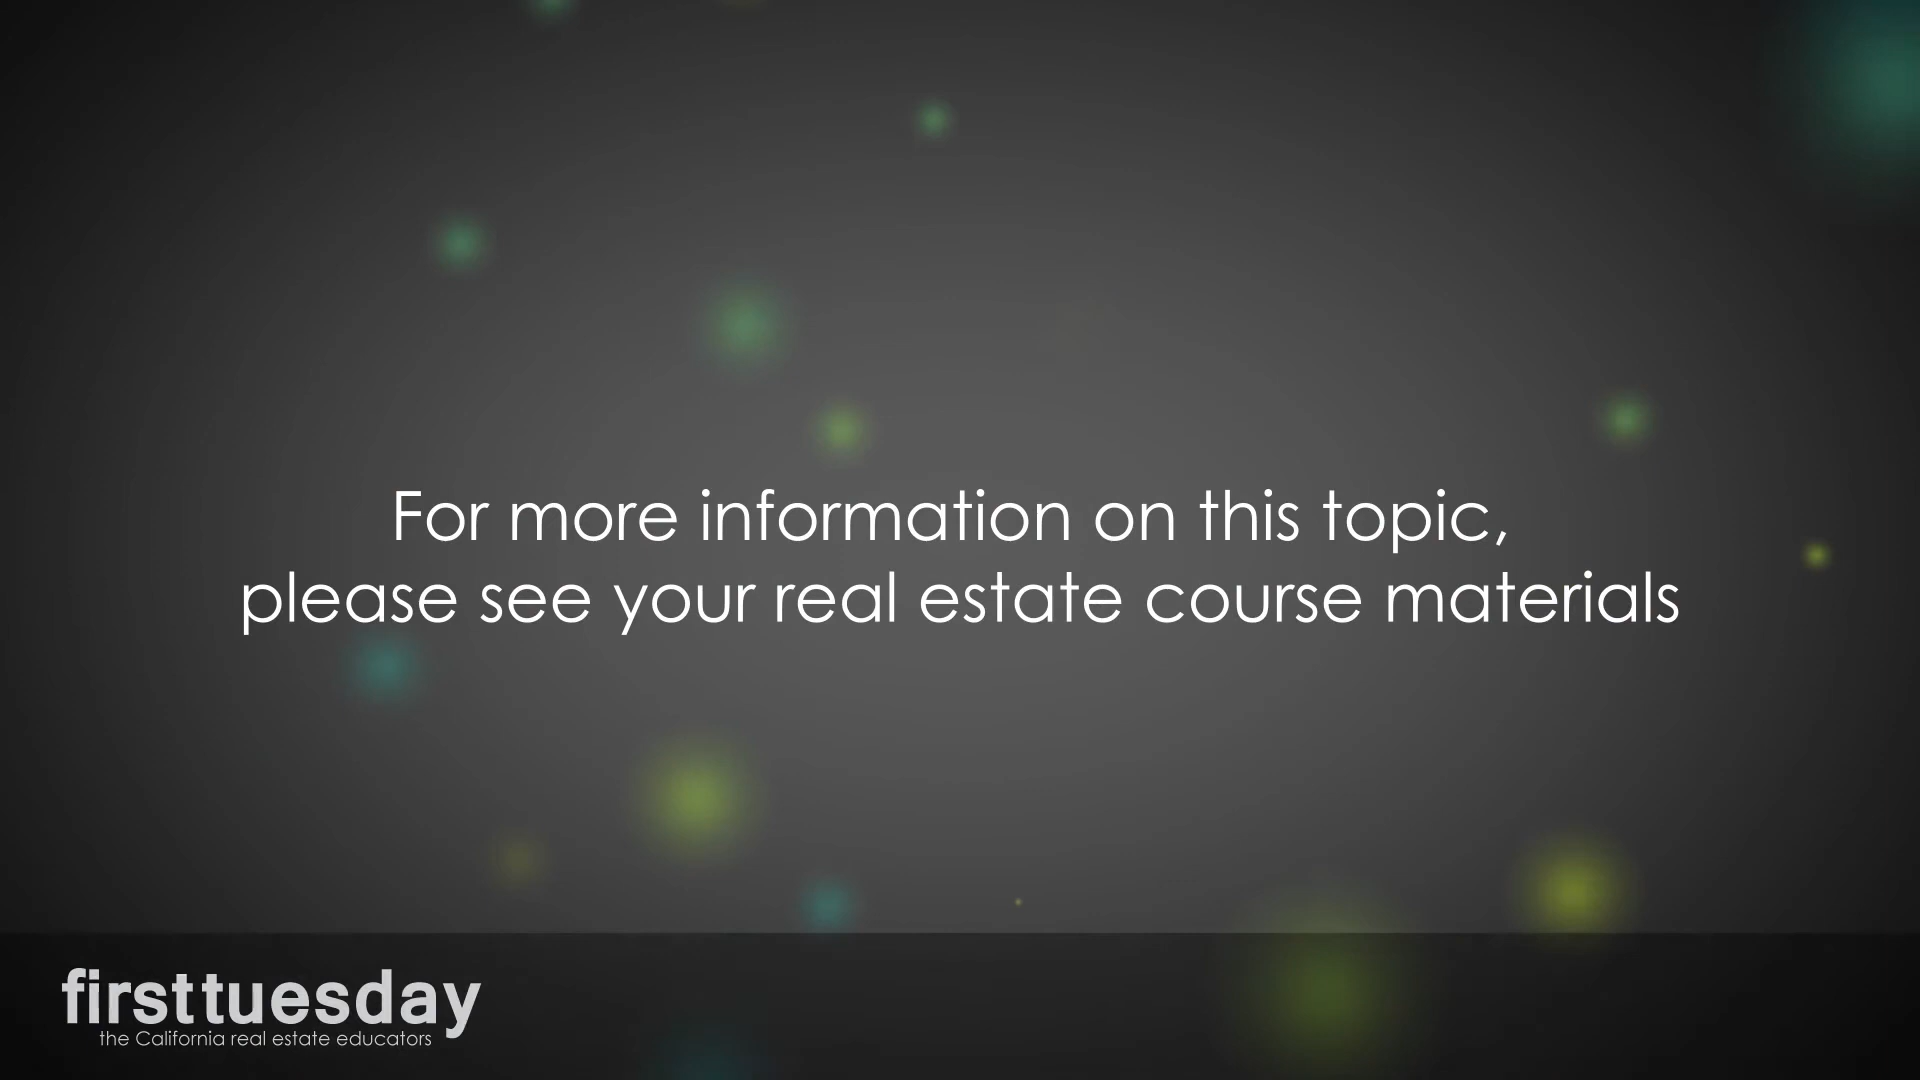 For more information on this topic,
please see your real estate course materials
firsttuesday
the California real estate educators